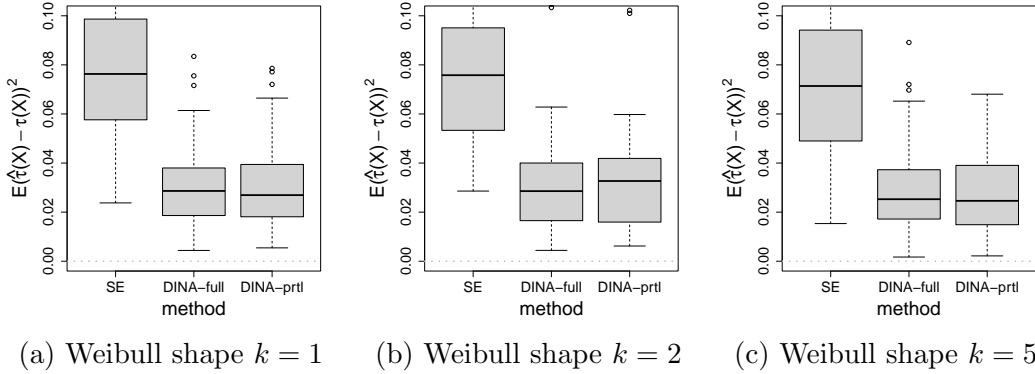 E(τ̂(X) − τ(X))²
0.00 0.02 0.04 0.06 0.08 0.10
SE DINA−full DINA−prtl
method
(a) Weibull shape k = 1
E(τ̂(X) − τ(X))²
0.00 0.02 0.04 0.06 0.08 0.10
SE DINA−full DINA−prtl
method
(b) Weibull shape k = 2
E(τ̂(X) − τ(X))²
0.00 0.02 0.04 0.06 0.08 0.10
SE DINA−full DINA−prtl
method
(c) Weibull shape k = 5